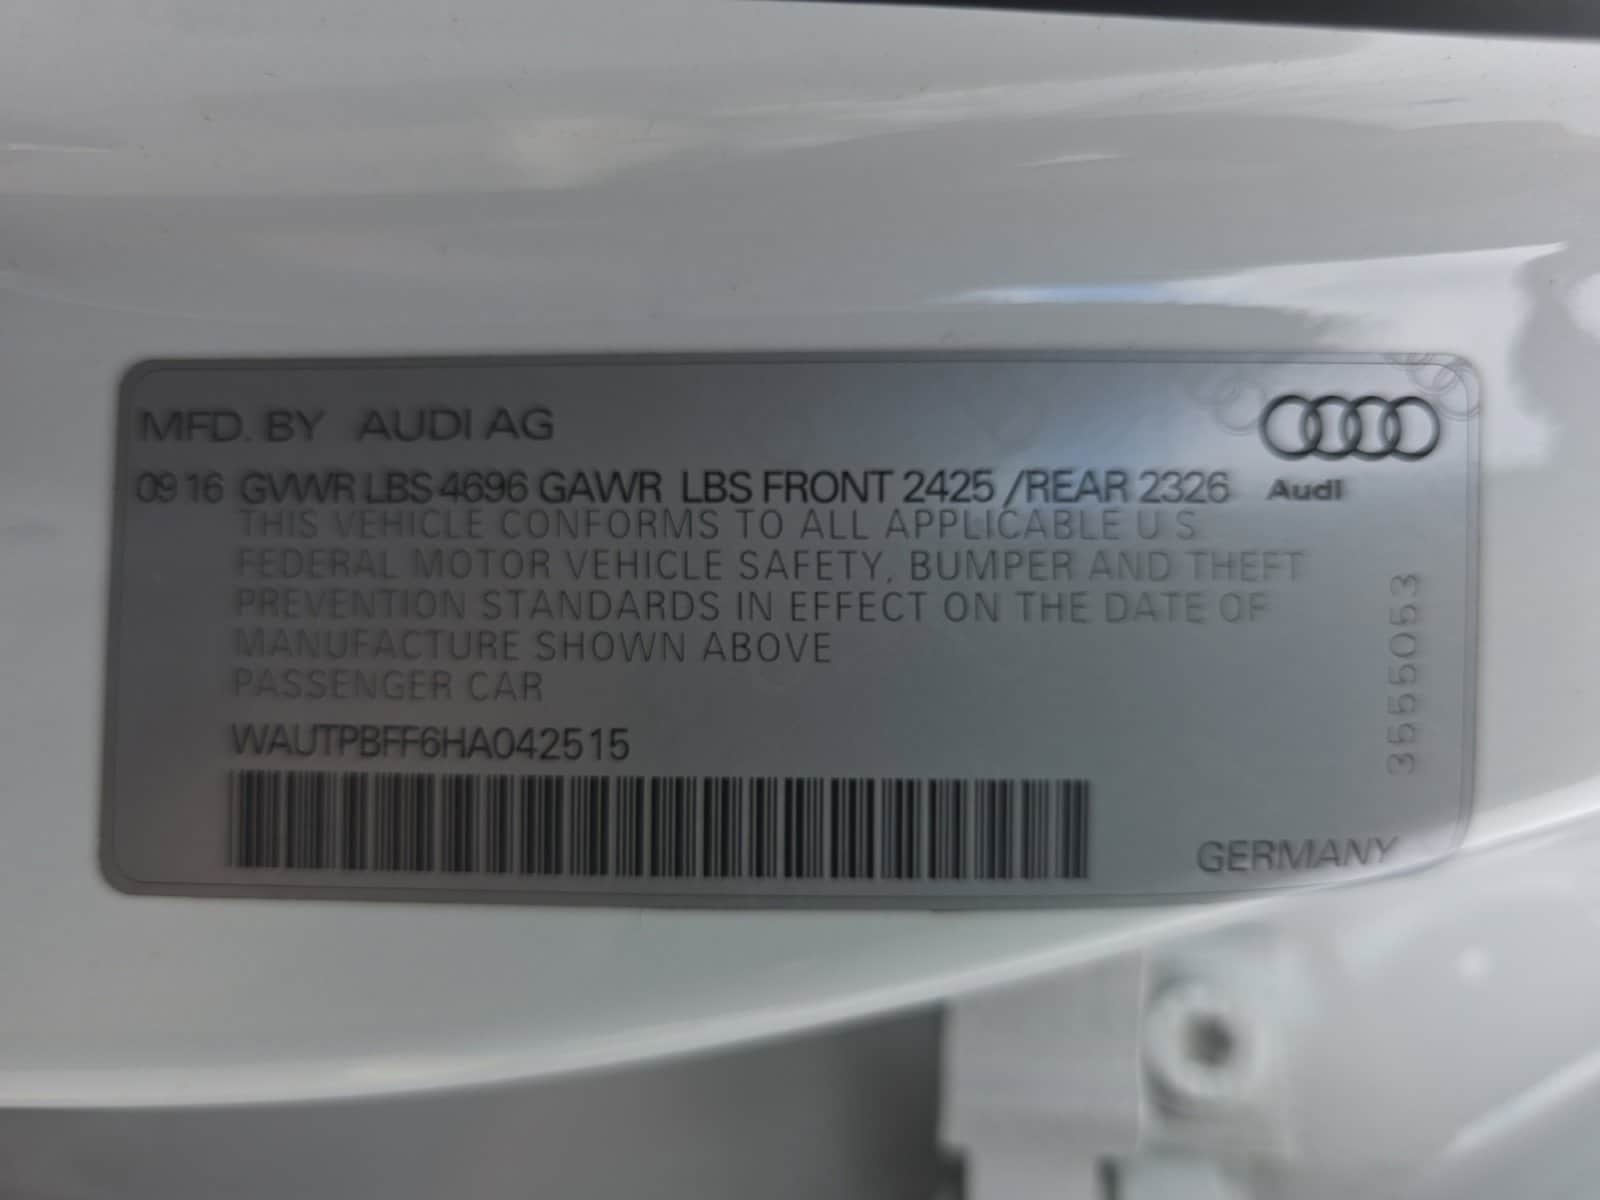 MFD. BY AUDI AG
09 16 GVWR LBS 4696 GAWR LBS FRONT 2425 /REAR 2326
Audi
THIS VEHICLE CONFORMS TO ALL APPLICABLE U S
FEDERAL MOTOR VEHICLE SAFETY, BUMPER AND THEFT
PREVENTION STANDARDS IN EFFECT ON THE DATE OF
MANUFACTURE SHOWN ABOVE
PASSENGER CAR
WAUTPBFF6HA042515
GERMANY
3555053